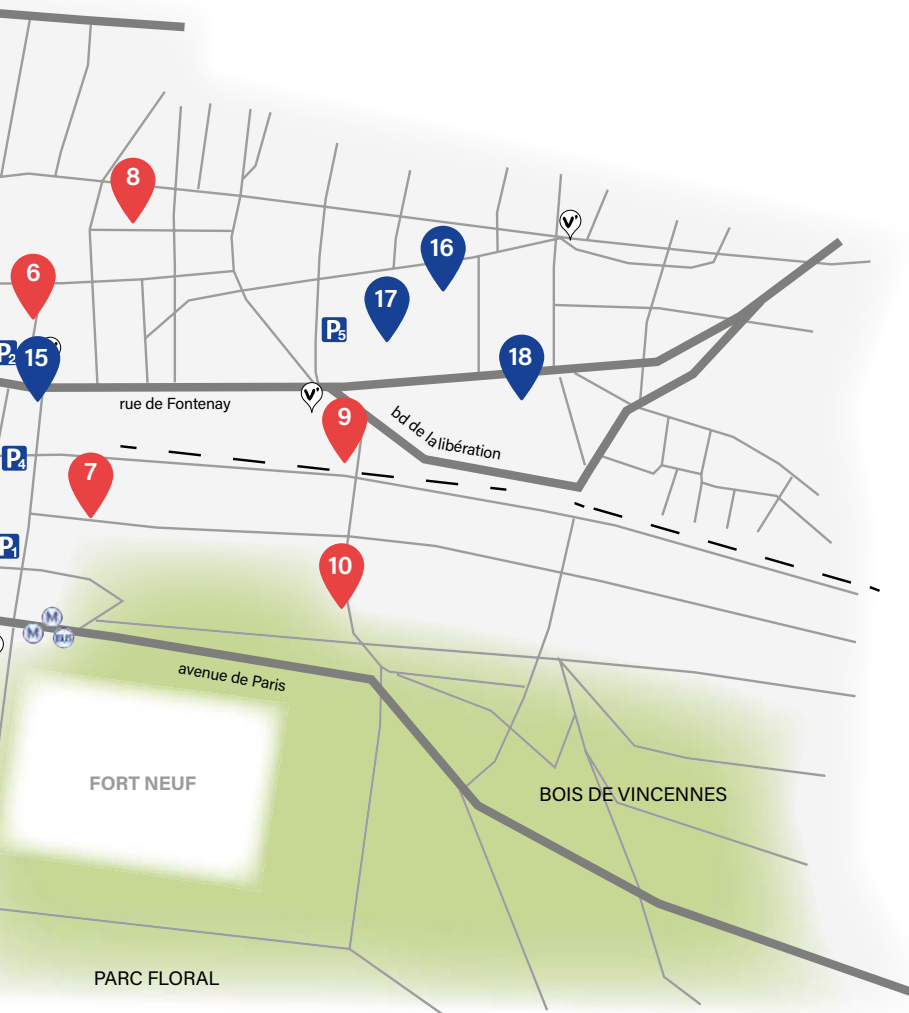 8
V'
16
6
17
P5
P2
15
18
rue de Fontenay
V'
9
bd de la libération
P4
7
P1
10
M
M
BUS
avenue de Paris
FORT NEUF
BOIS DE VINCENNES
PARC FLORAL